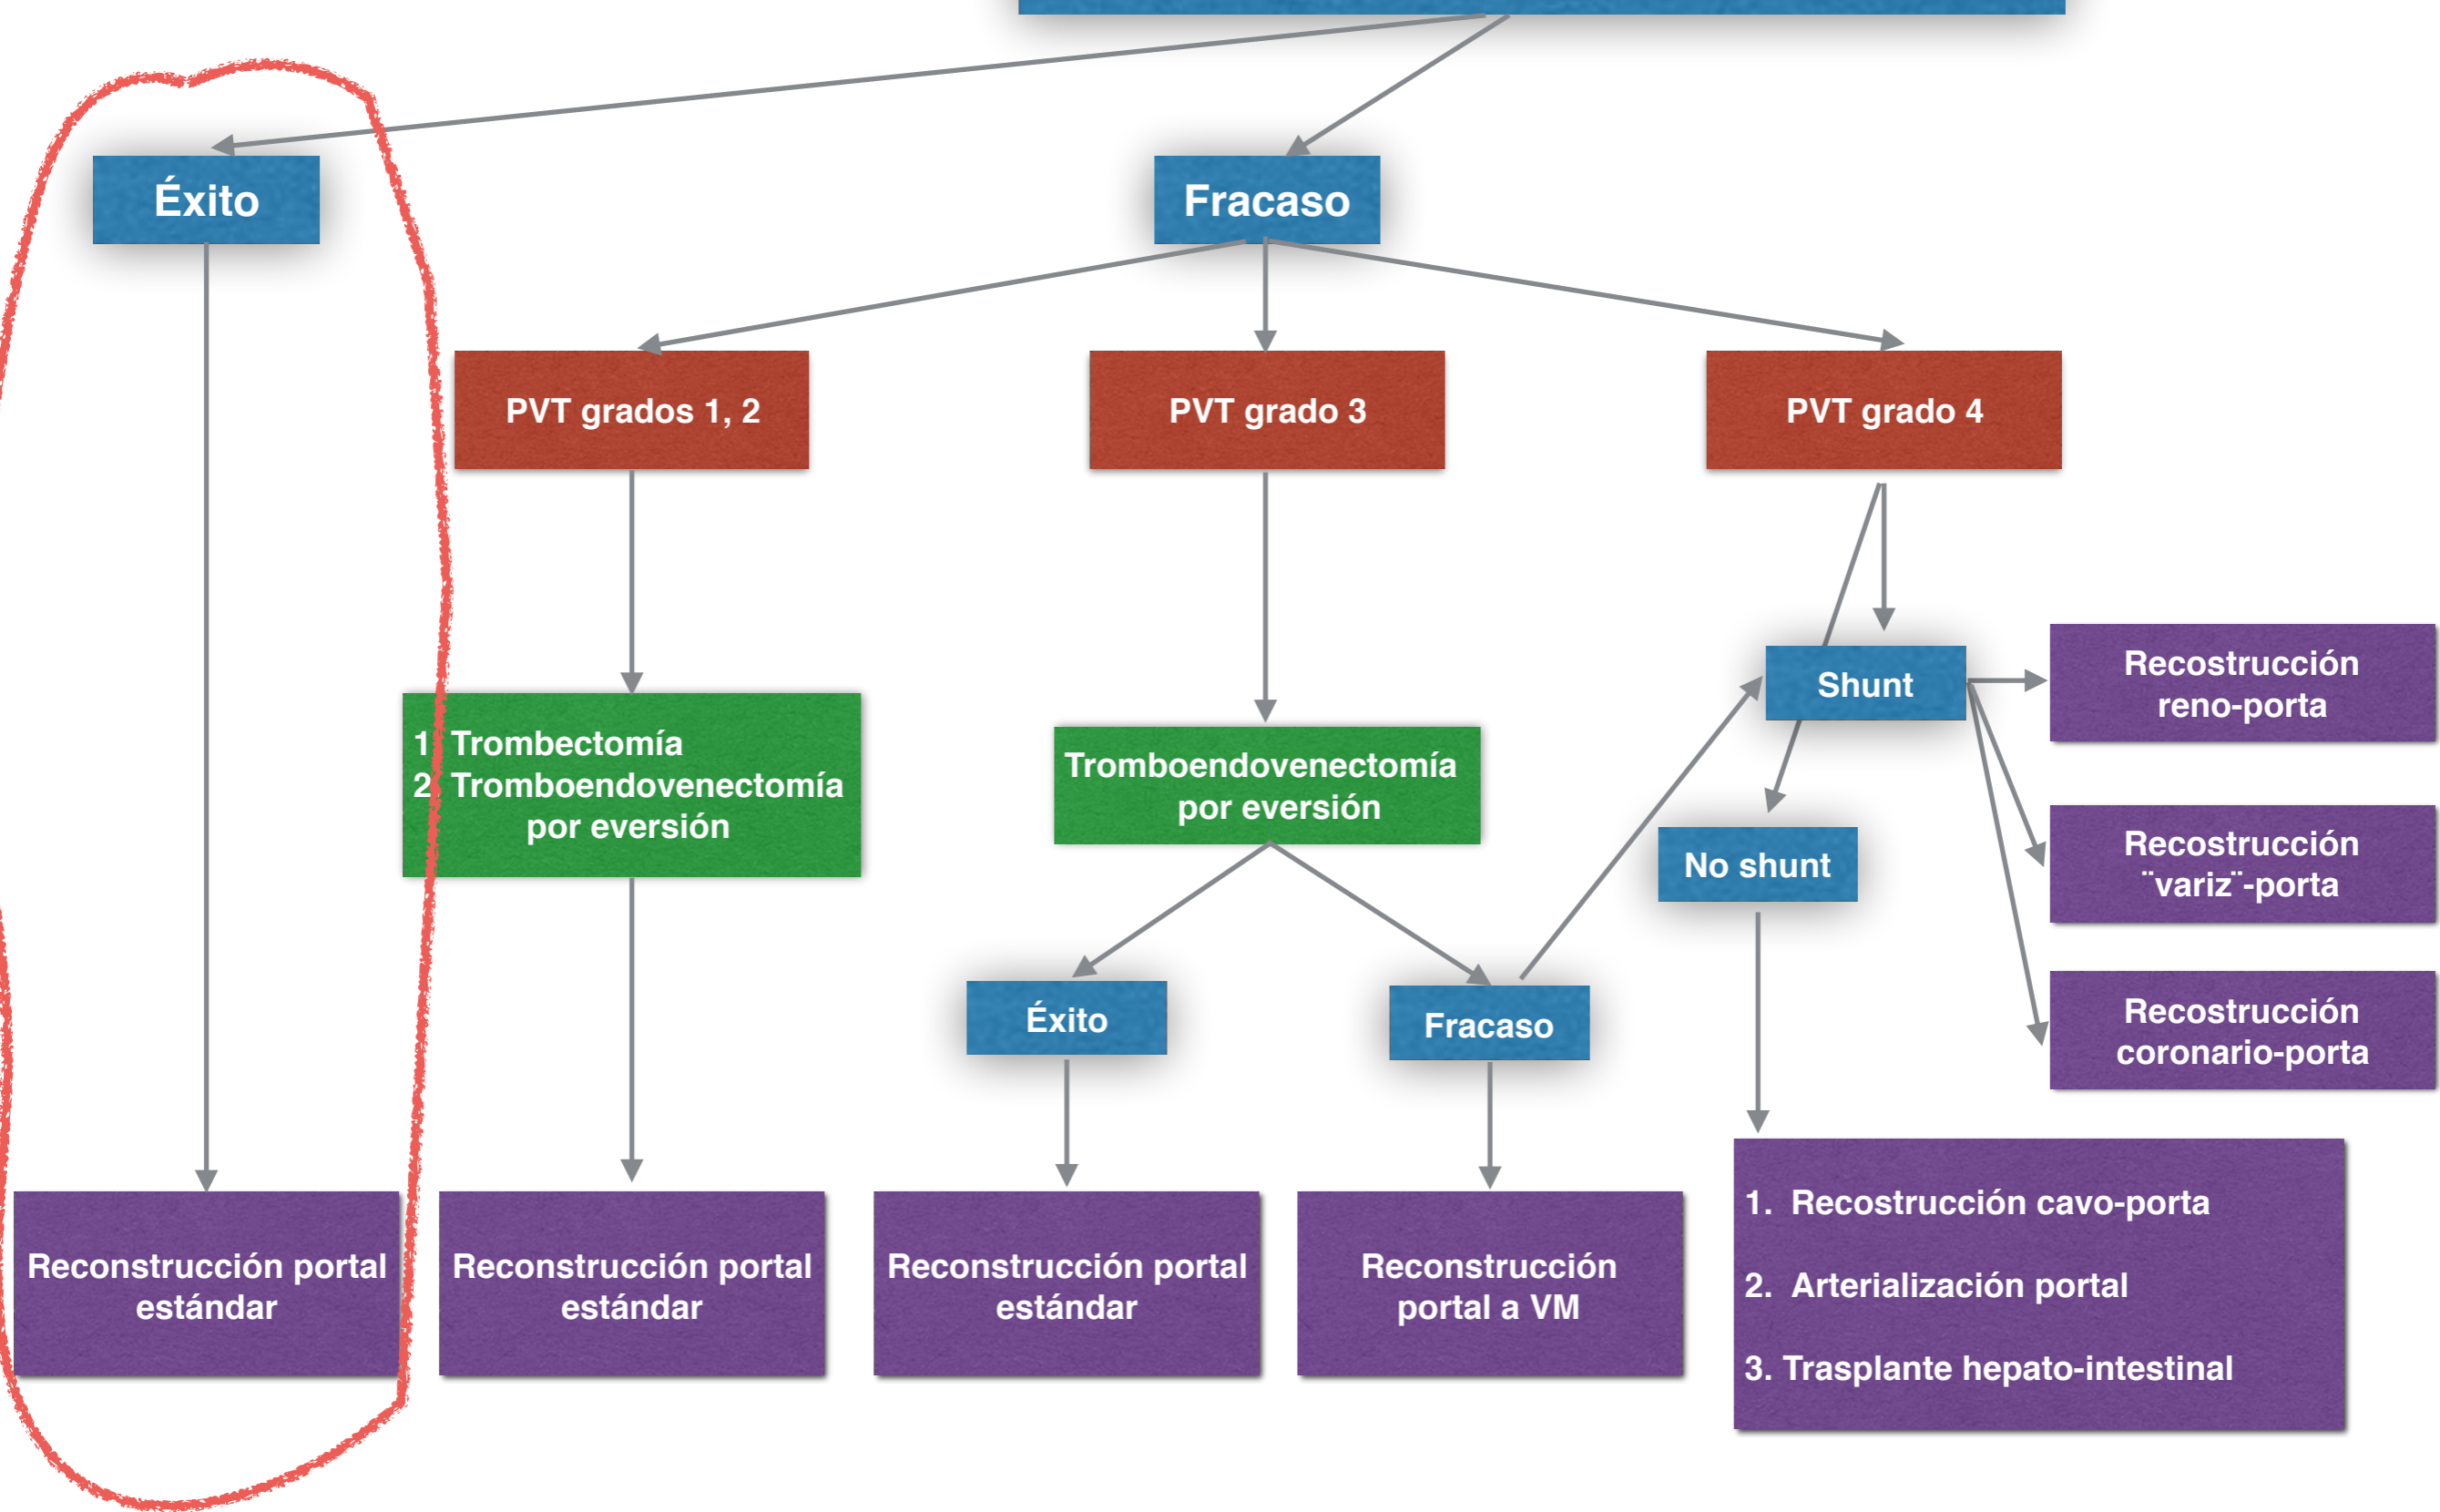 Éxito
Fracaso
PVT grados 1, 2
PVT grado 3
PVT grado 4
Shunt
Recostrucción
reno-porta
1. Trombectomía
2. Tromboendovenectomía
por eversión
Tromboendovenectomía
por eversión
No shunt
Recostrucción
¨variz¨-porta
Éxito
Fracaso
Recostrucción
coronario-porta
Reconstrucción portal
estándar
Reconstrucción portal
estándar
Reconstrucción portal
estándar
Reconstrucción
portal a VM
1. Recostrucción cavo-porta
2. Arterialización portal
3. Trasplante hepato-intestinal